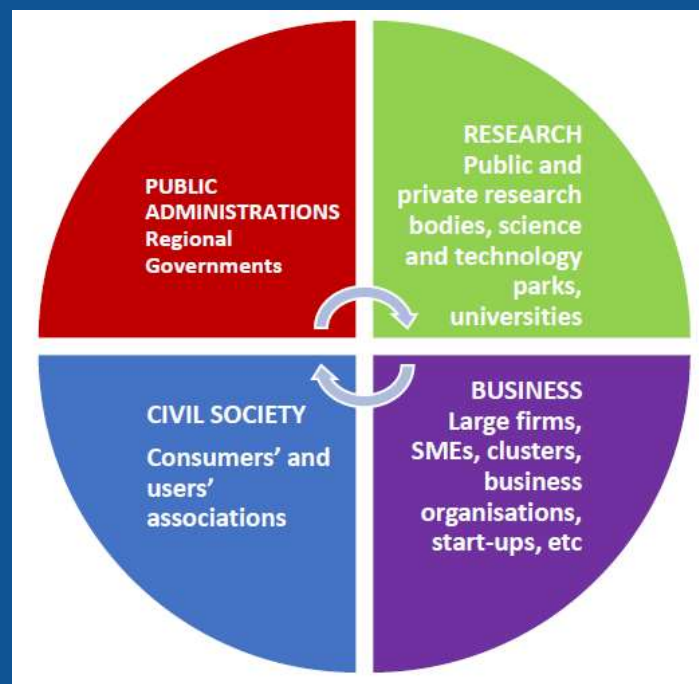 PUBLIC
ADMINISTRATIONS
Regional
Governments
RESEARCH
Public and
private research
bodies, science
and technology
parks,
universities
CIVIL SOCIETY
Consumers’ and
users’
associations
BUSINESS
Large firms,
SMEs, clusters,
business
organisations,
start-ups, etc